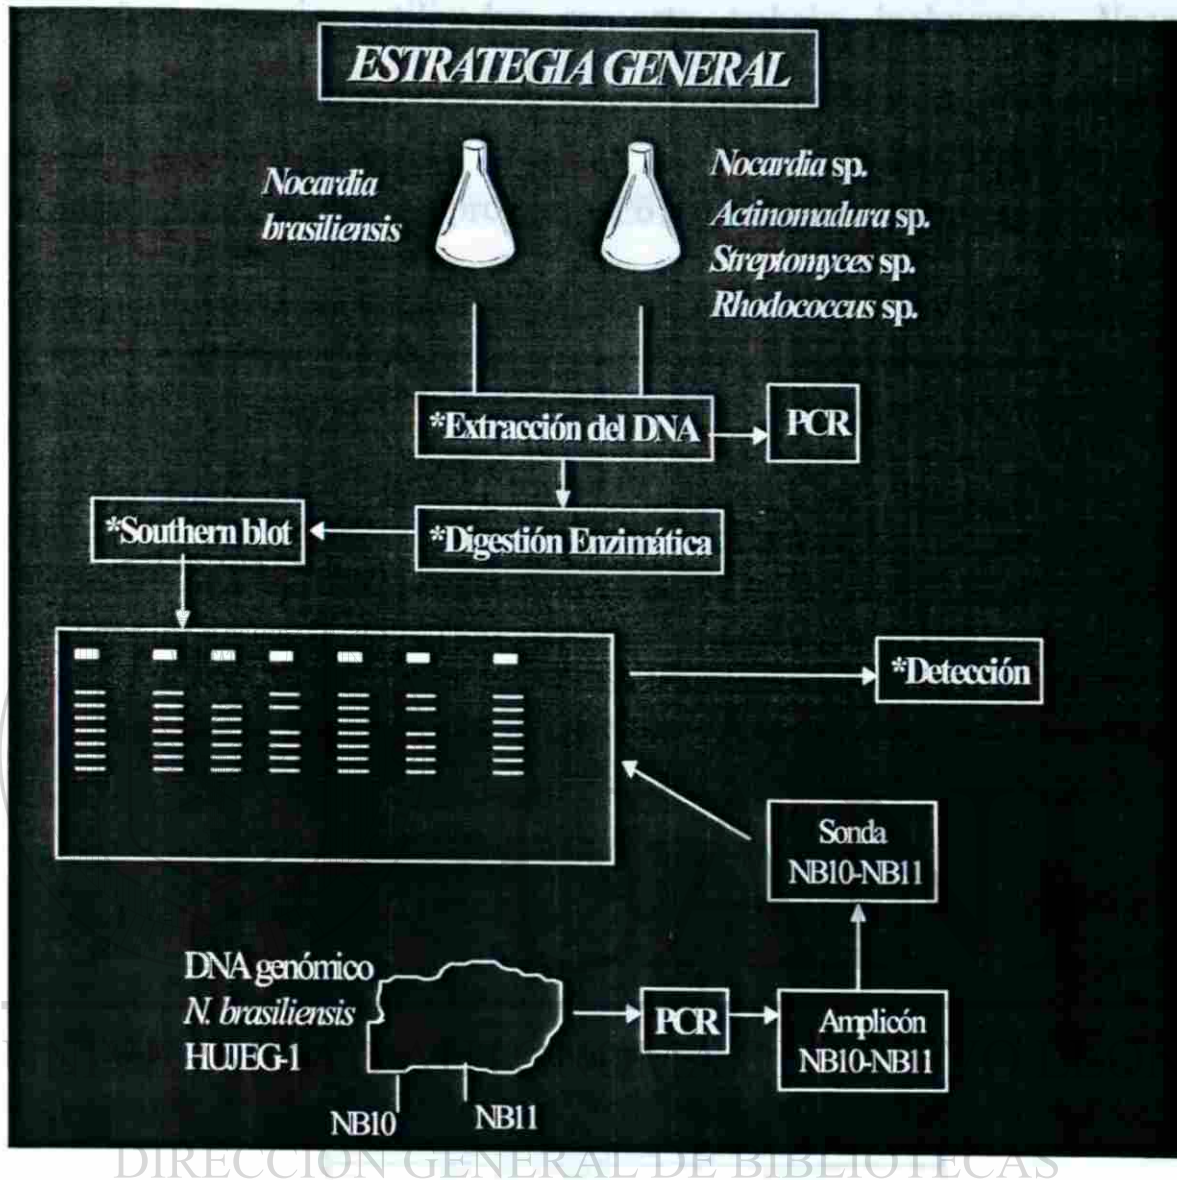 ESTRATEGIA GENERAL
Nocardia
brasiliensis
Nocardia sp.
Actinomadura sp.
Streptomyces sp.
Rhodococcus sp.
*Extracción del DNA
PCR
*Southern blot
*Digestión Enzimática
*Detección
Sonda
NB10-NB11
DNA genómico
N. brasiliensis
HUJEG-1
PCR
Amplicón
NB10-NB11
NB10
NB11
DIRECCIÓN GENERAL DE BIBLIOTECAS